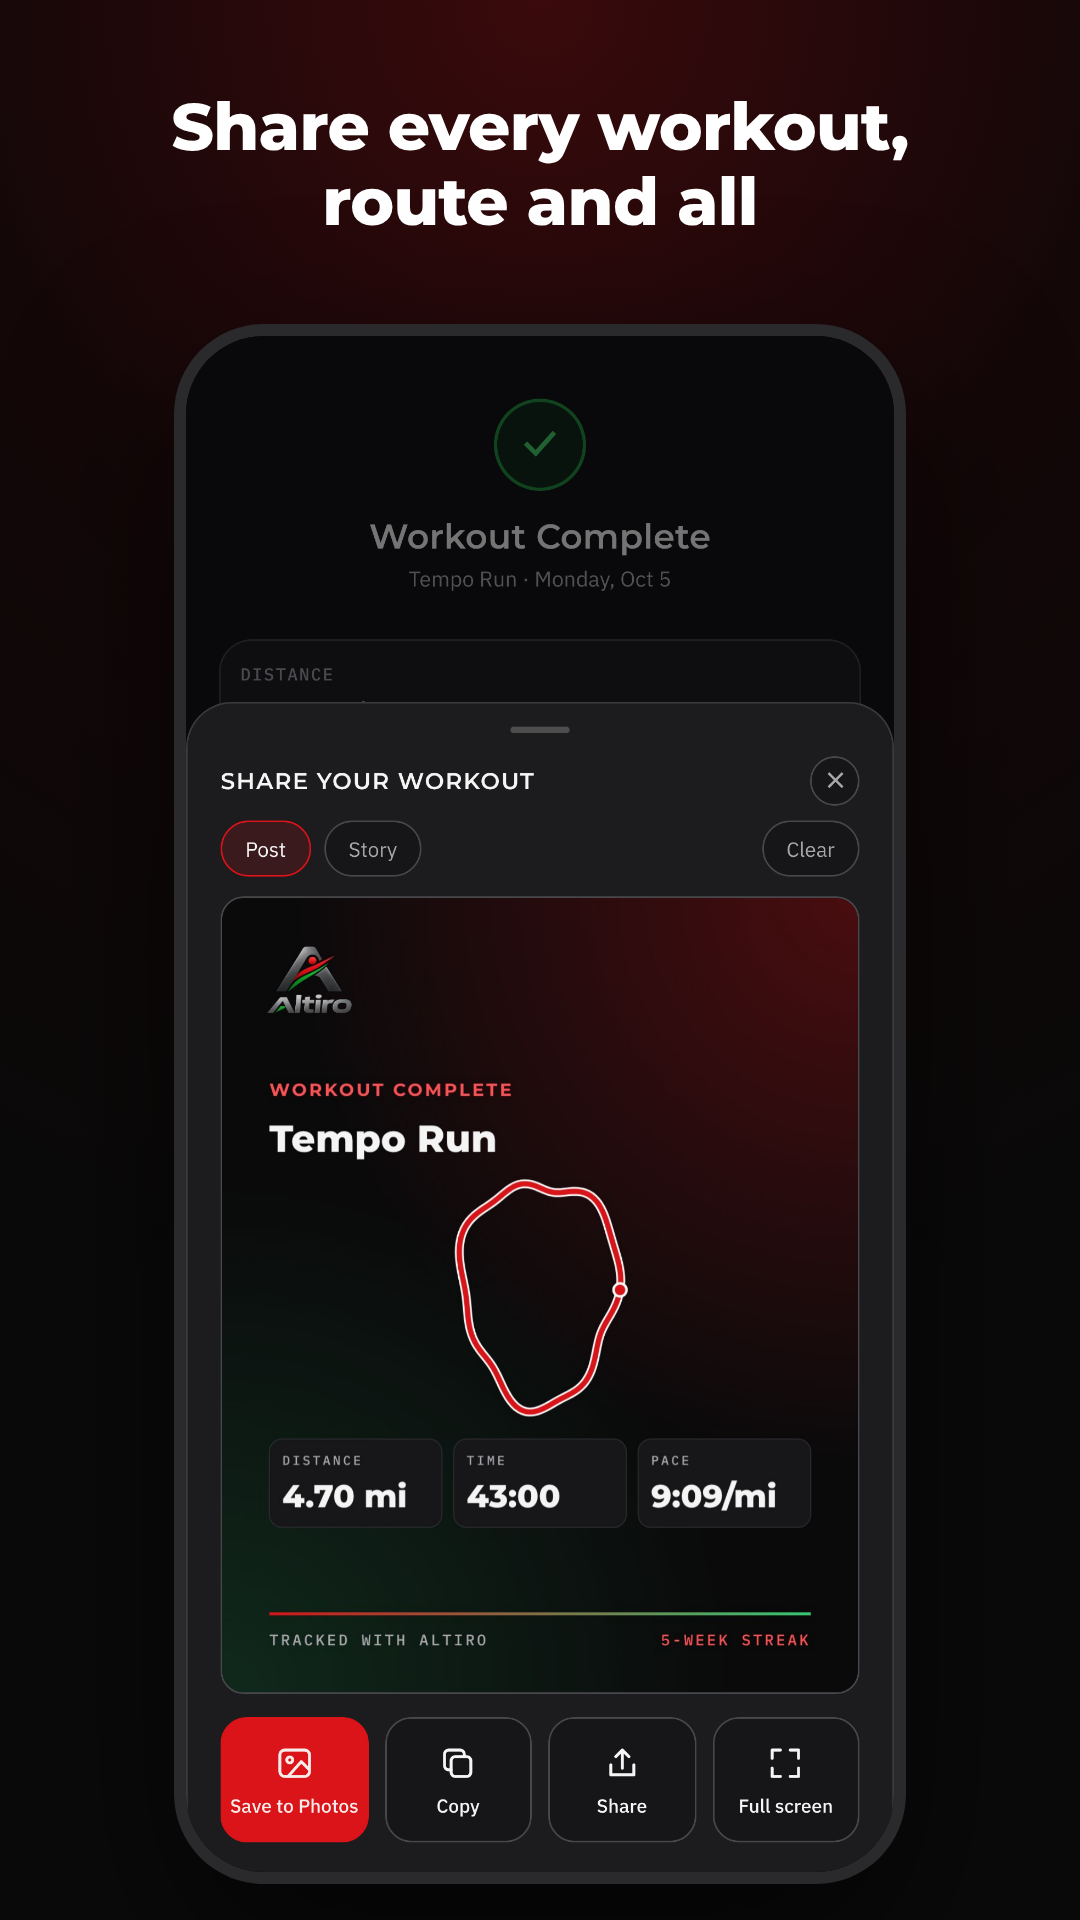 Share every workout,
route and all
Workout Complete
Tempo Run · Monday, Oct 5
DISTANCE
SHARE YOUR WORKOUT
Post
Story
Clear
Altiro
WORKOUT COMPLETE
Tempo Run
DISTANCE
TIME
PACE
4.70 mi
43:00
9:09/mi
TRACKED WITH ALTIRO
5-WEEK STREAK
Save to Photos
Copy
Share
Full screen